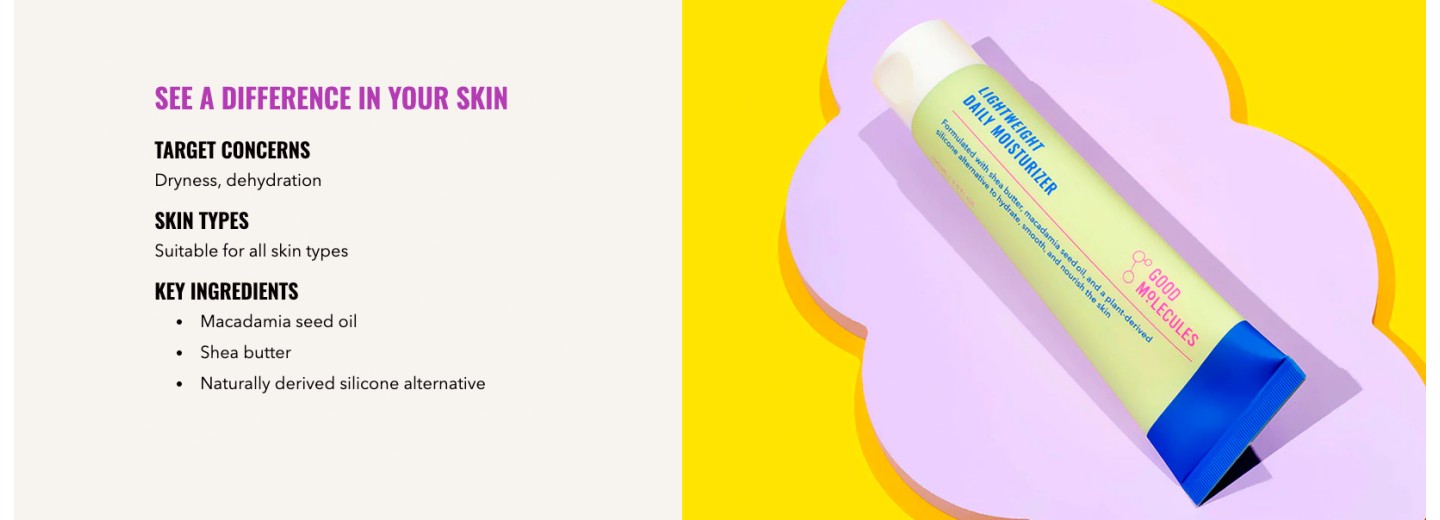 SEE A DIFFERENCE IN YOUR SKIN
TARGET CONCERNS
Dryness, dehydration
SKIN TYPES
Suitable for all skin types
KEY INGREDIENTS
• Macadamia seed oil
• Shea butter
• Naturally derived silicone alternative
LIGHTWEIGHT
DAILY MOISTURIZER
Formulated with shea butter, macadamia seed oil, and a plant-derived
silicone alternative to hydrate, smooth, and nourish the skin
GOOD
MOLECULES